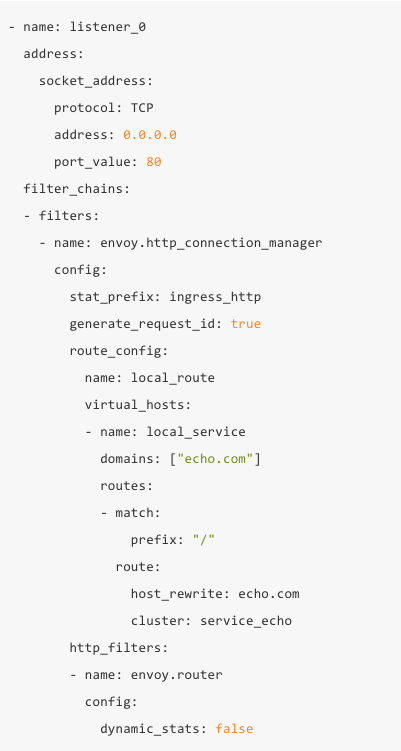 - name: listener_0
  address:
    socket_address:
      protocol: TCP
      address: 0.0.0.0
      port_value: 80
  filter_chains:
  - filters:
    - name: envoy.http_connection_manager
      config:
        stat_prefix: ingress_http
        generate_request_id: true
        route_config:
          name: local_route
          virtual_hosts:
          - name: local_service
            domains: ["echo.com"]
            routes:
            - match:
                prefix: "/"
              route:
                host_rewrite: echo.com
                cluster: service_echo
        http_filters:
        - name: envoy.router
          config:
            dynamic_stats: false